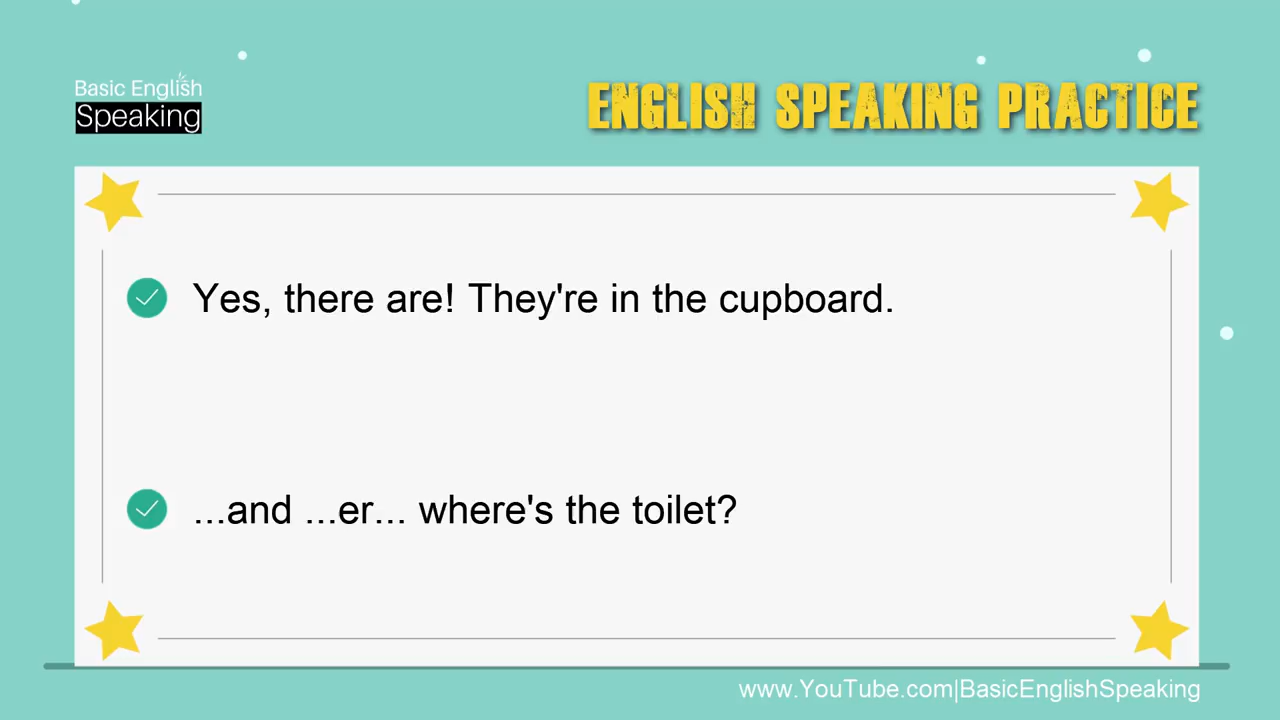 Basic English
Speaking
ENGLISH SPEAKING PRACTICE
Yes, there are! They're in the cupboard.
...and ...er... where's the toilet?
www.YouTube.com|BasicEnglishSpeaking